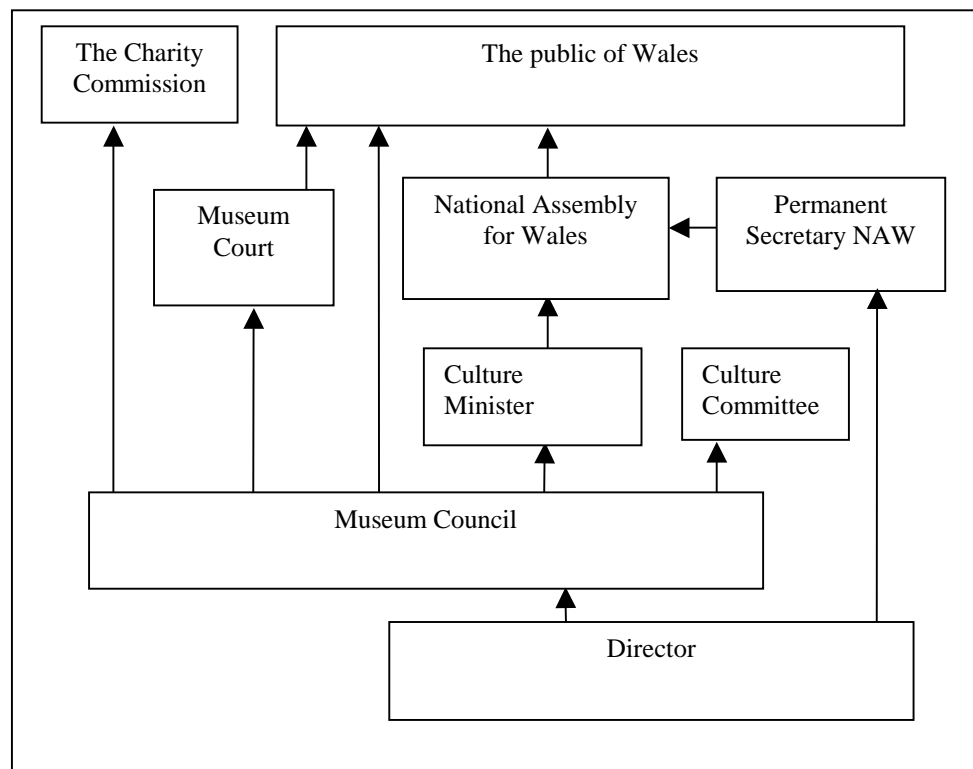 The Charity
Commission
The public of Wales
Museum
Court
National Assembly
for Wales
Permanent
Secretary NAW
Culture
Minister
Culture
Committee
Museum Council
Director